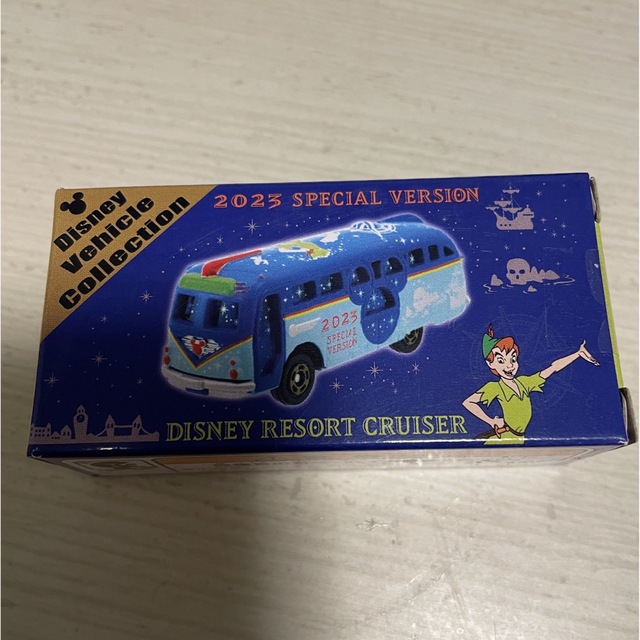 Disney
Vehicle
Collection
2023 SPECIAL VERSION
2023
SPECIAL
VERSION
DISNEY RESORT CRUISER